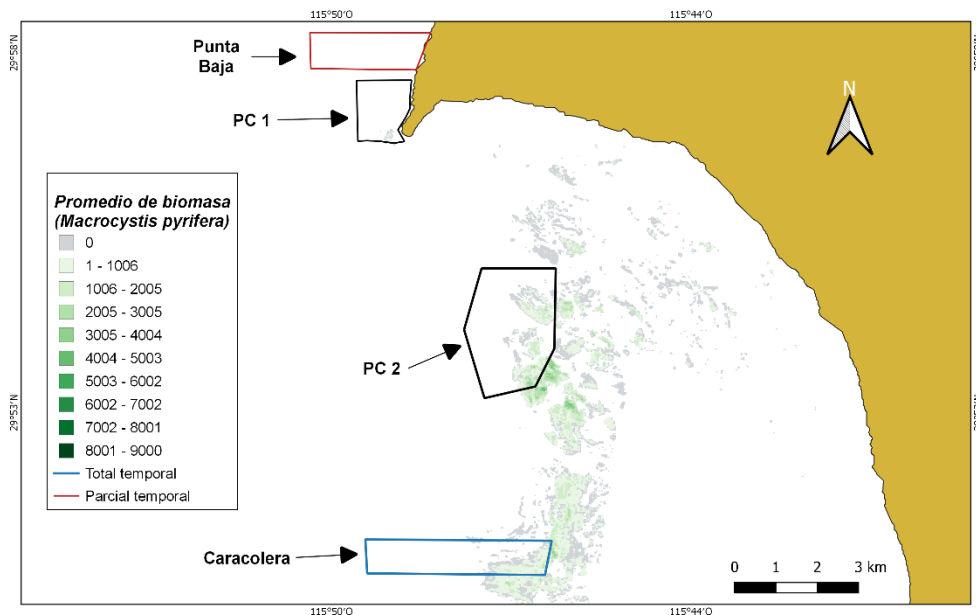 115°50'O 115°44'O
29°58'N
Punta
Baja
PC 1
N
Promedio de biomasa
(Macrocystis pyrifera)
0
1 - 1006
1006 - 2005
2005 - 3005
3005 - 4004
4004 - 5003
5003 - 6002
6002 - 7002
7002 - 8001
8001 - 9000
Total temporal
Parcial temporal
PC 2
29°53'N
Caracolera
0 1 2 3 km
115°50'O 115°44'O